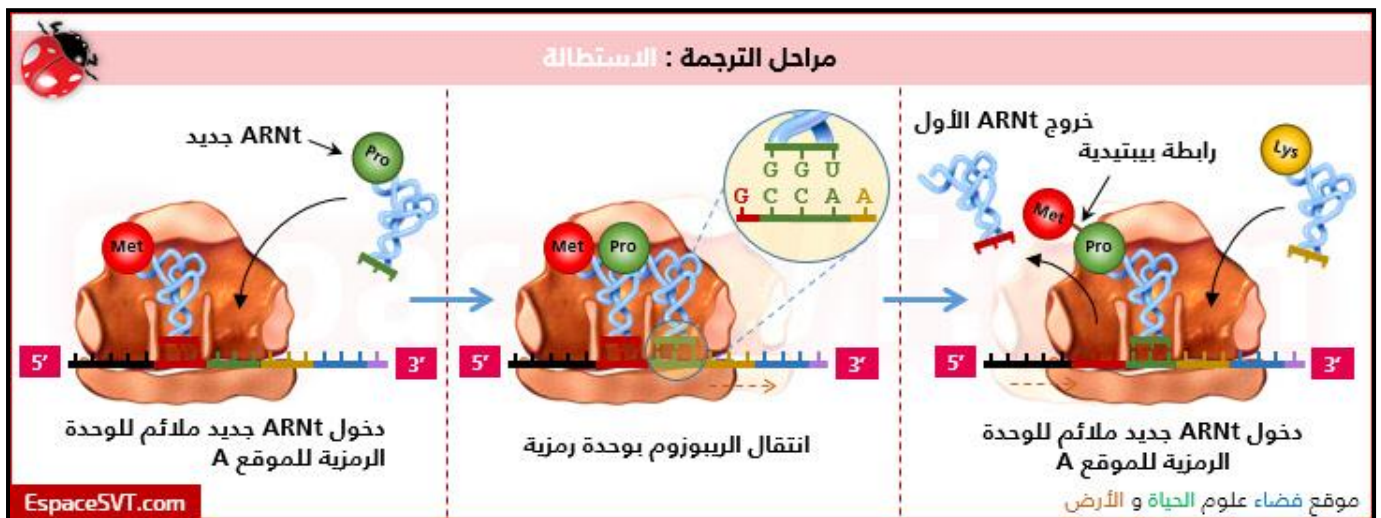 مراحل الترجمة : الاستطالة
ARNt جديد
Pro
Met
5′
3′
دخول ARNt جديد ملائم للوحدة
الرمزية للموقع A
EspaceSVT.com
G G U
G C C A A
Met
Pro
5′
3′
انتقال الريبوزوم بوحدة رمزية
خروج ARNt الأول
رابطة بيبتيدية
Lys
Met
Pro
5′
3′
دخول ARNt جديد ملائم للوحدة
الرمزية للموقع A
موقع فضاء علوم الحياة و الأرض